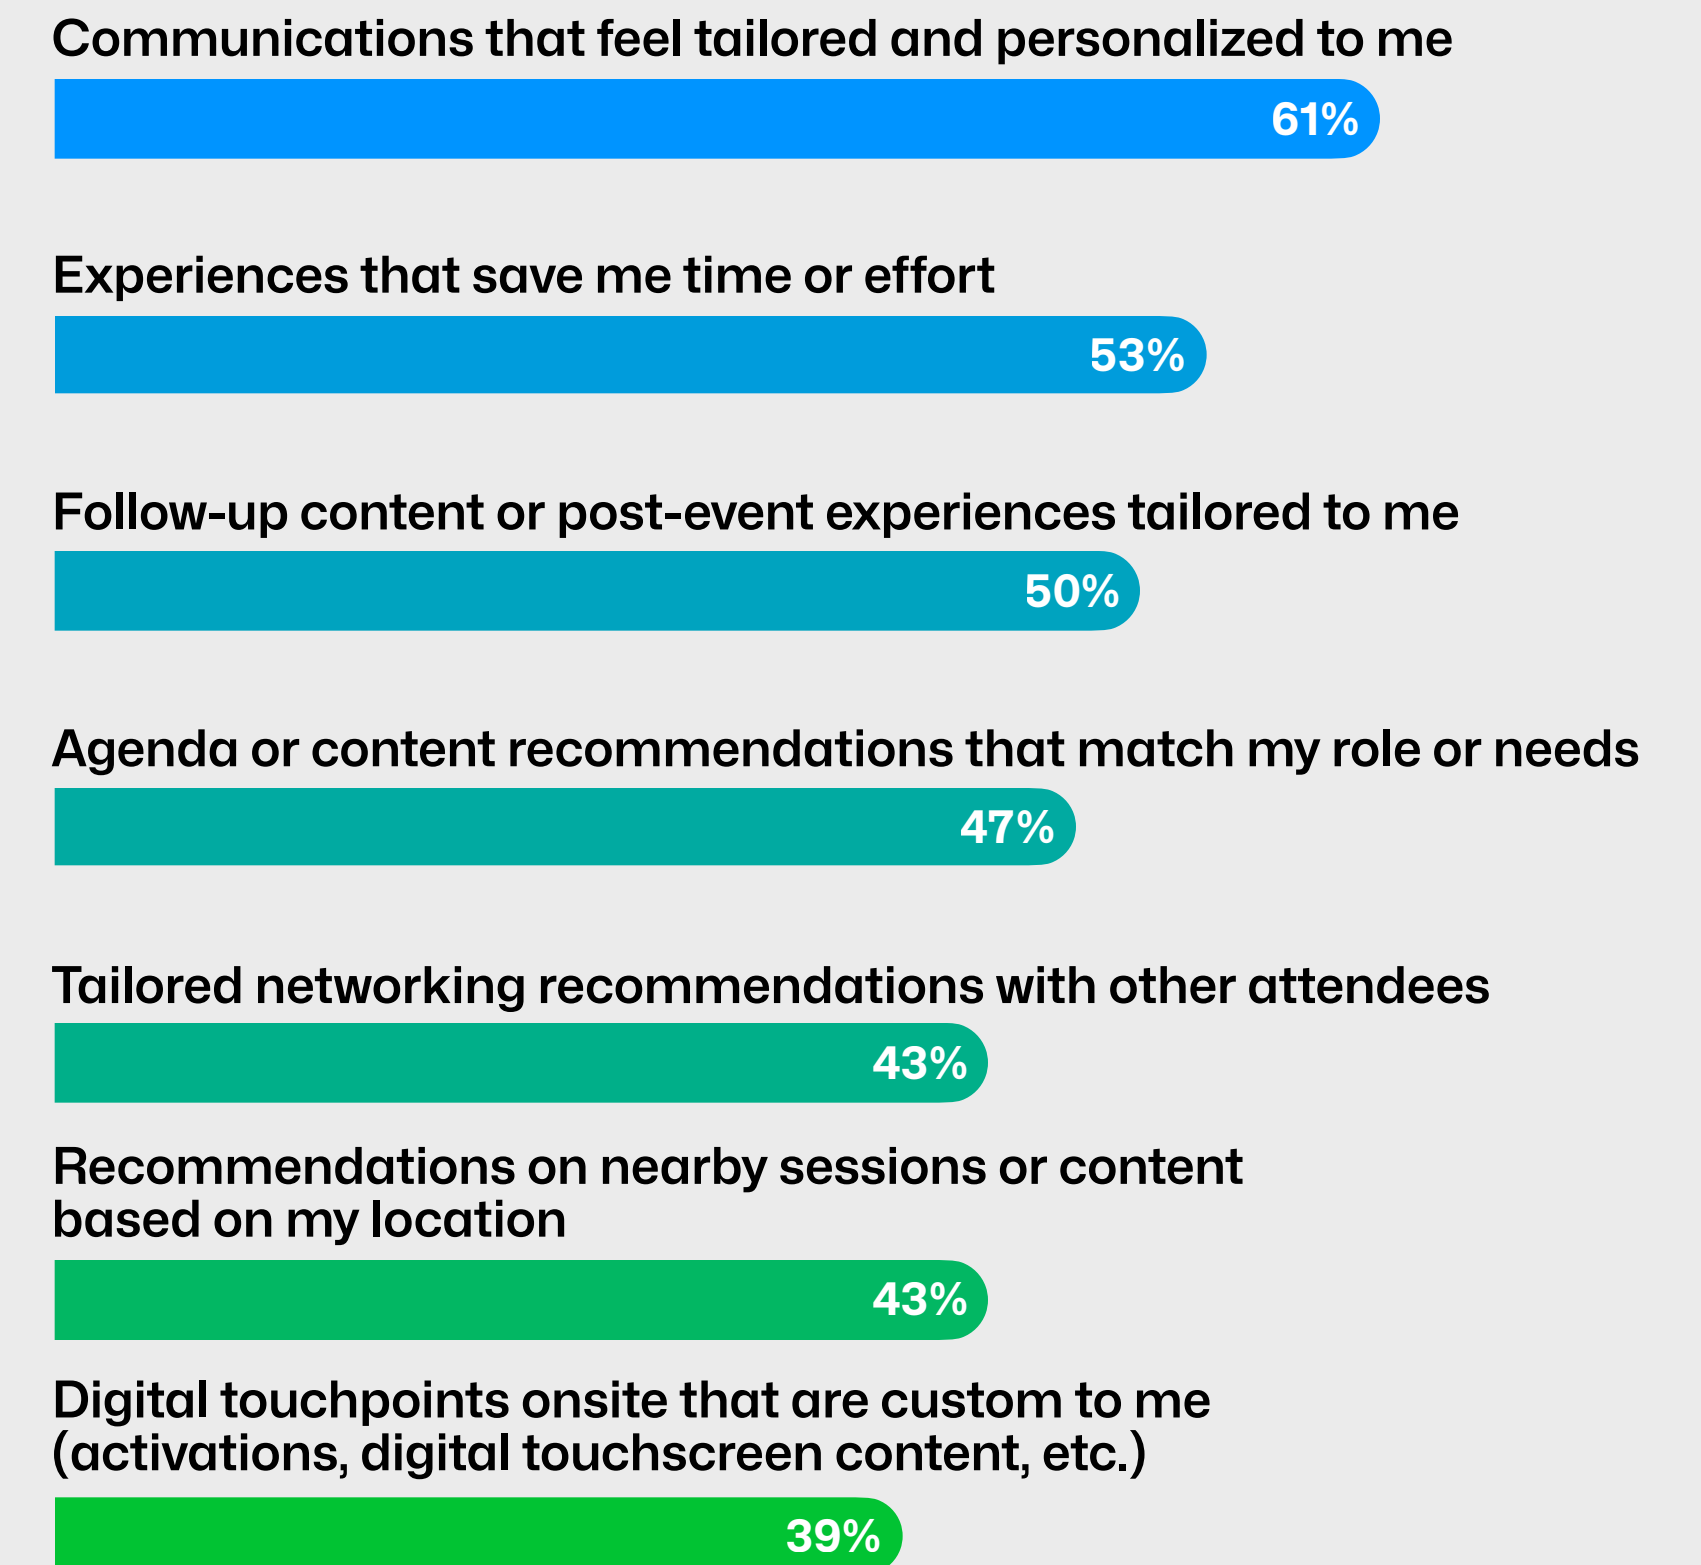 Communications that feel tailored and personalized to me
61%
Experiences that save me time or effort
53%
Follow-up content or post-event experiences tailored to me
50%
Agenda or content recommendations that match my role or needs
47%
Tailored networking recommendations with other attendees
43%
Recommendations on nearby sessions or content
based on my location
43%
Digital touchpoints onsite that are custom to me
(activations, digital touchscreen content, etc.)
39%